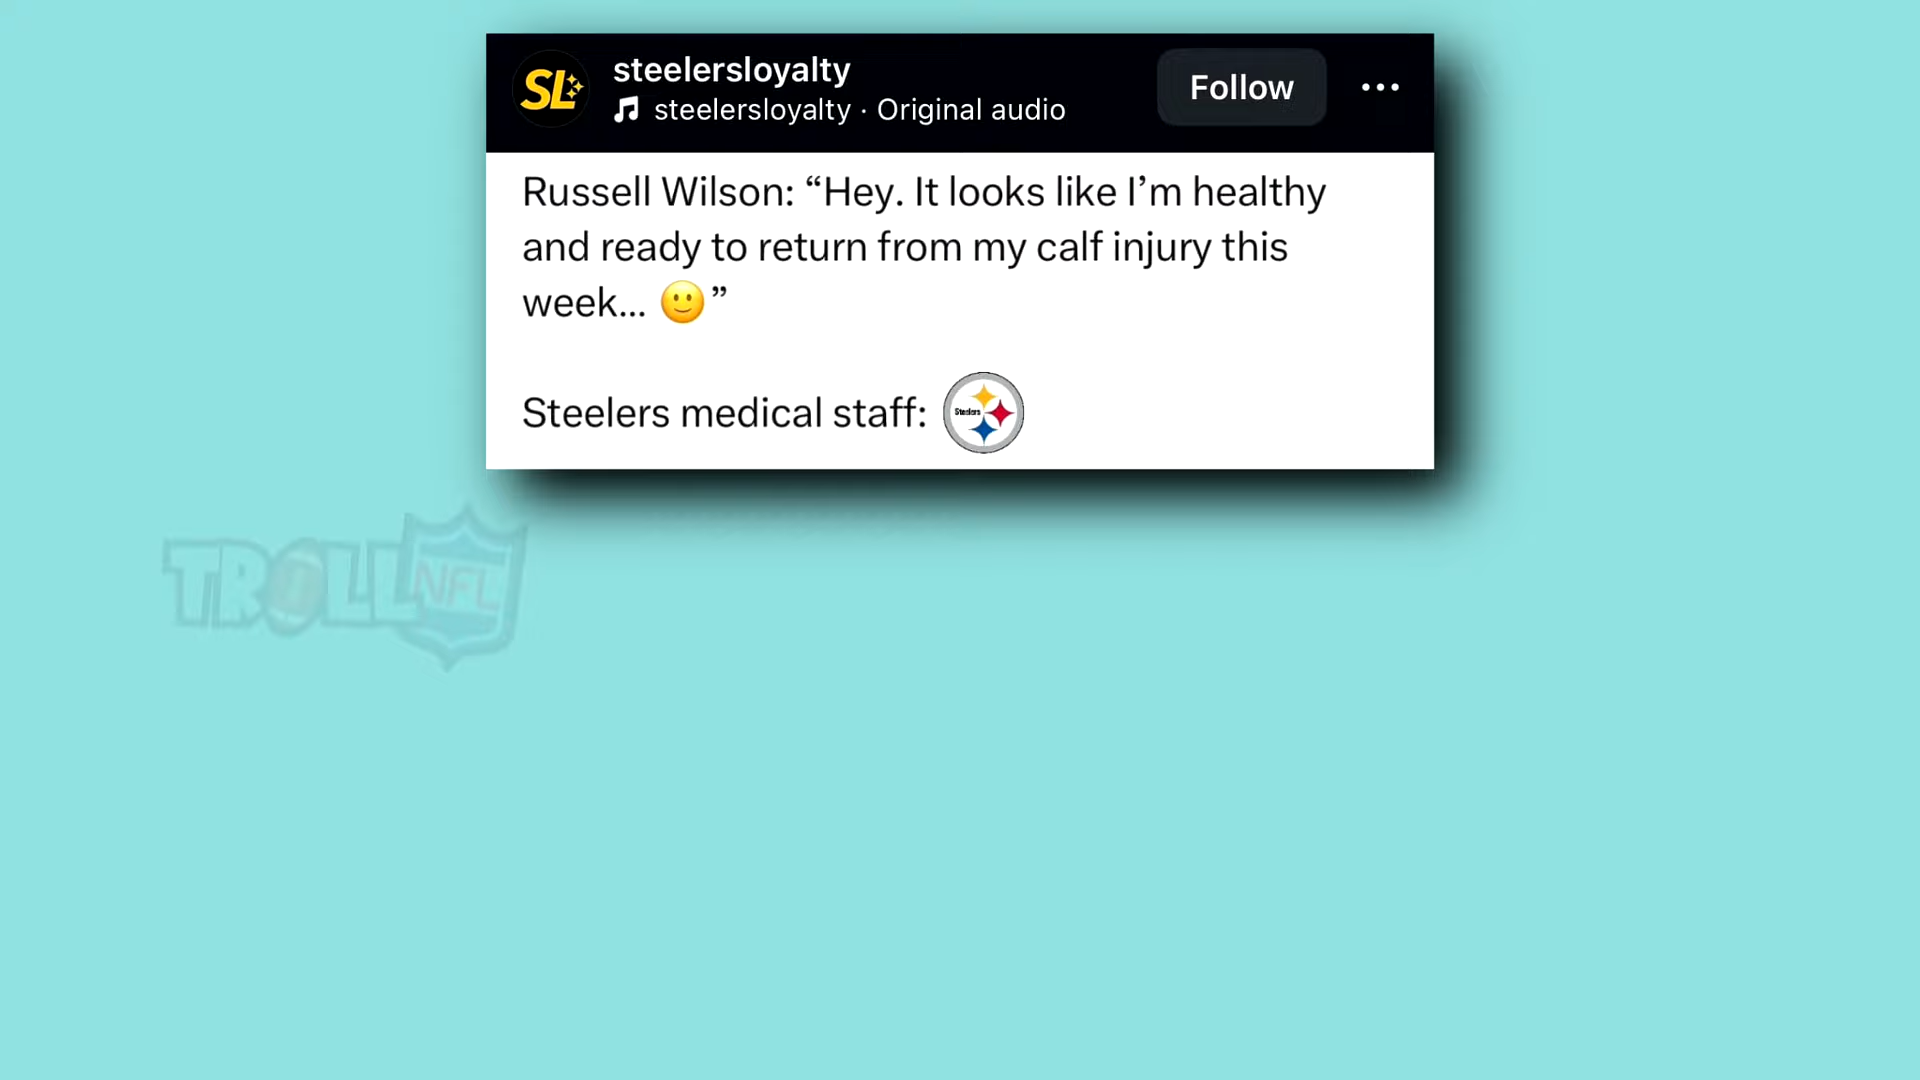 SL
steelersloyalty
steelersloyalty · Original audio
Follow
Russell Wilson: “Hey. It looks like I’m healthy
and ready to return from my calf injury this
week... 🙂”
Steelers medical staff:
Steelers
TROLL NFL